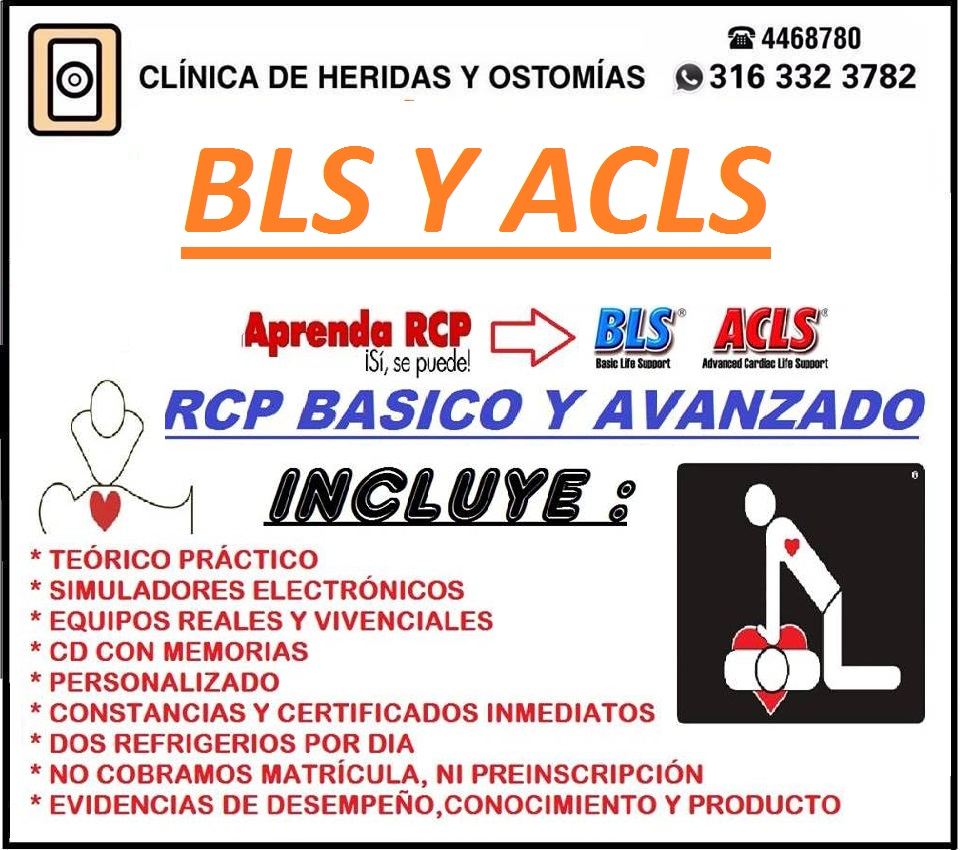 ☎ 4468780
CLÍNICA DE HERIDAS Y OSTOMÍAS 316 332 3782
BLS Y ACLS
Aprenda RCP
¡Sí, se puede!
BLS®
Basic Life Support
ACLS®
Advanced Cardiac Life Support
RCP BASICO Y AVANZADO
INCLUYE :
®
* TEÓRICO PRÁCTICO
* SIMULADORES ELECTRÓNICOS
* EQUIPOS REALES Y VIVENCIALES
* CD CON MEMORIAS
* PERSONALIZADO
* CONSTANCIAS Y CERTIFICADOS INMEDIATOS
* DOS REFRIGERIOS POR DIA
* NO COBRAMOS MATRÍCULA, NI PREINSCRIPCIÓN
* EVIDENCIAS DE DESEMPEÑO,CONOCIMIENTO Y PRODUCTO